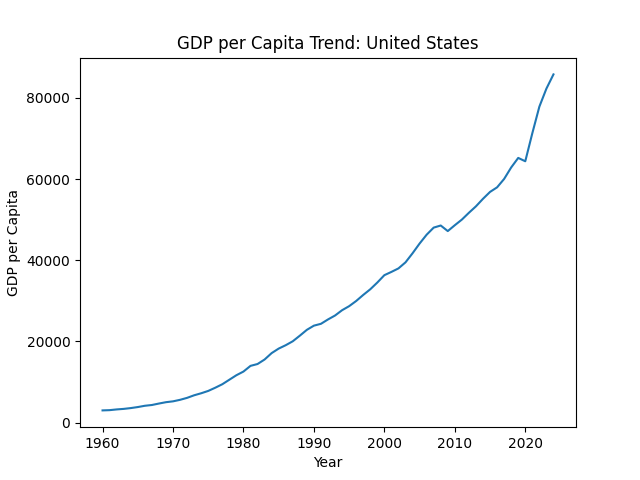 GDP per Capita Trend: United States
80000
60000
40000
20000
0
GDP per Capita
1960 1970 1980 1990 2000 2010 2020
Year